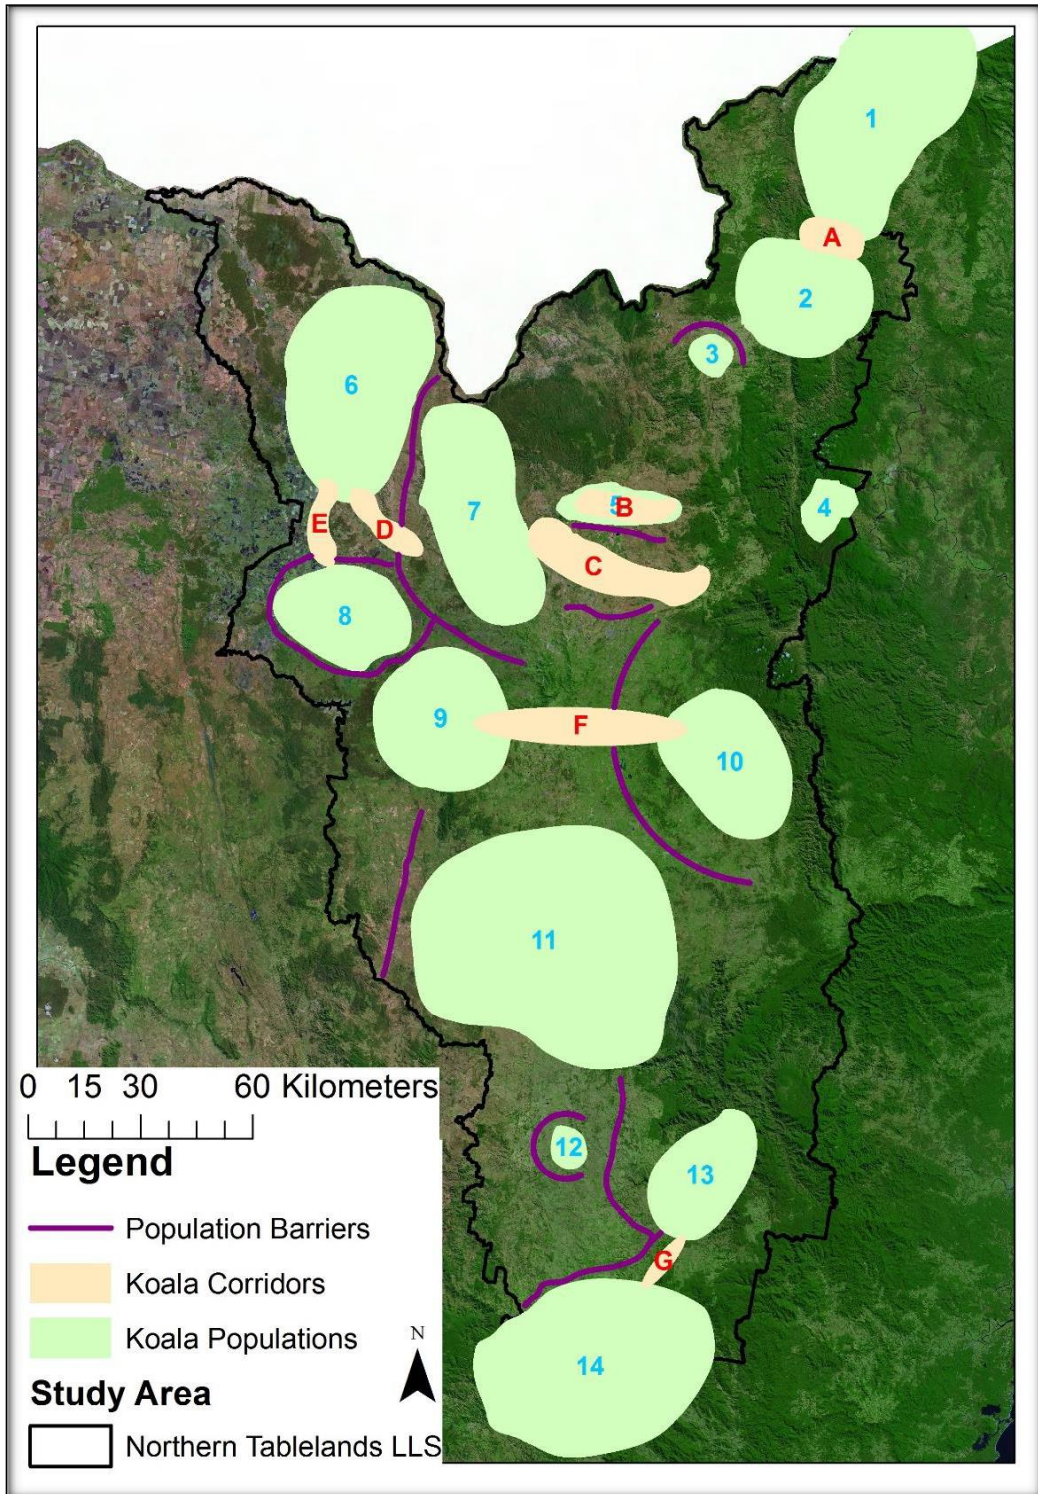 1
A
2
3
6
4
7
5
B
E
D
C
8
9
F
10
11
0 15 30 60 Kilometers
Legend
12
13
Population Barriers
G
Koala Corridors
Koala Populations
N
14
Study Area
Northern Tablelands LLS